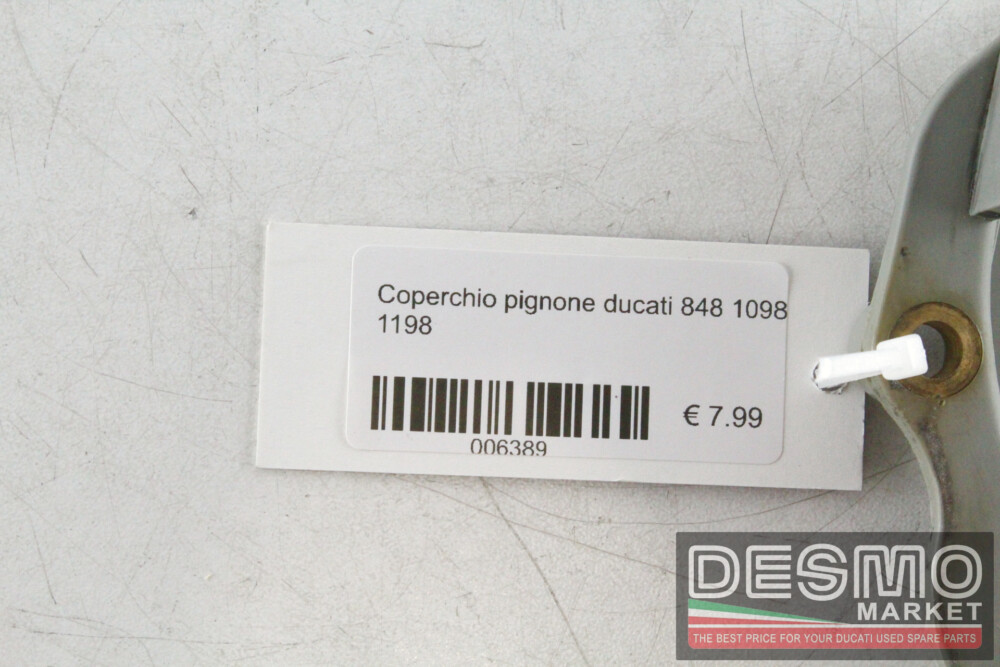 Coperchio pignone ducati 848 1098
1198
€ 7.99
006389
DESMO
MARKET
THE BEST PRICE FOR YOUR DUCATI USED SPARE PARTS